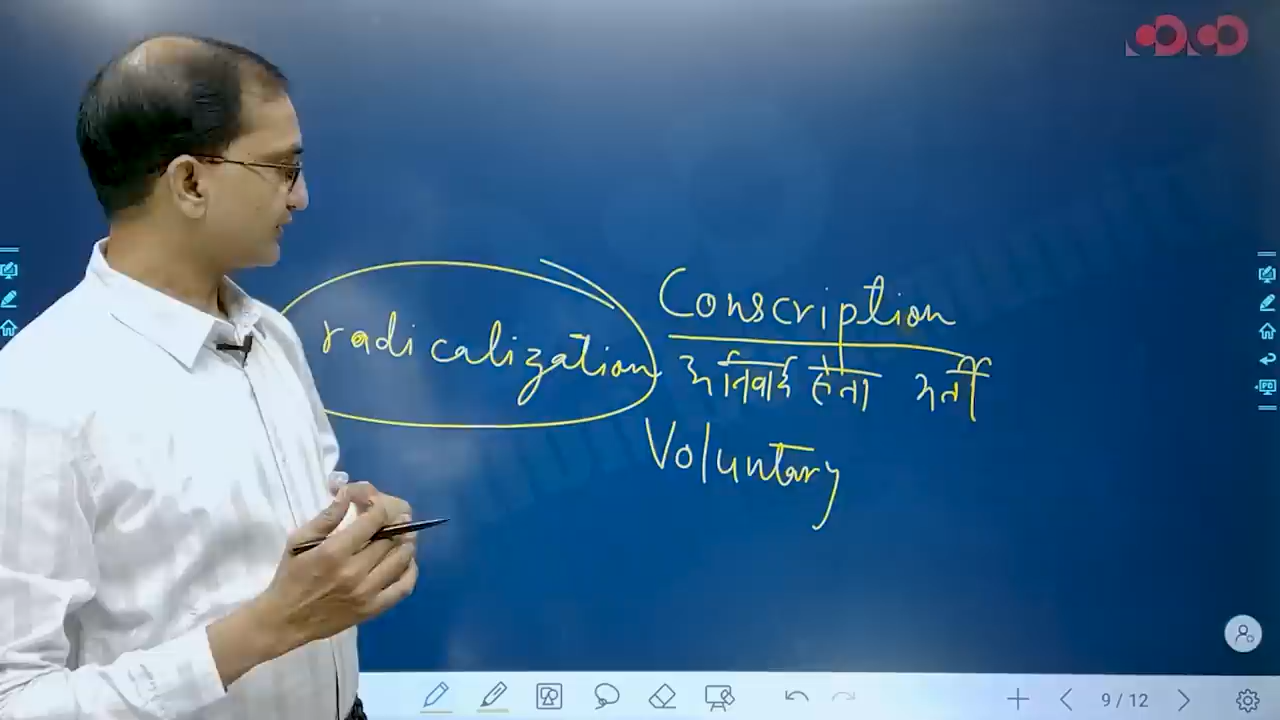 radicalization
Conscription
अनिवार्य सेना भर्ती
Voluntary
9/12